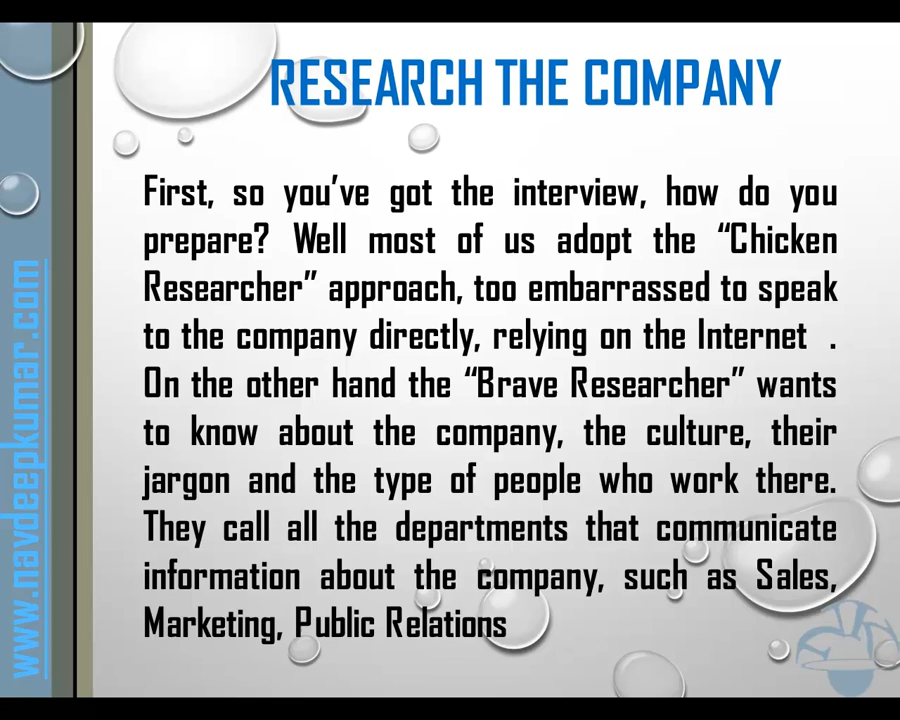 RESEARCH THE COMPANY
First, so you’ve got the interview, how do you
prepare? Well most of us adopt the “Chicken
Researcher” approach, too embarrassed to speak
to the company directly, relying on the Internet .
On the other hand the “Brave Researcher” wants
to know about the company, the culture, their
jargon and the type of people who work there.
They call all the departments that communicate
information about the company, such as Sales,
Marketing, Public Relations
www.navdeepkumar.com